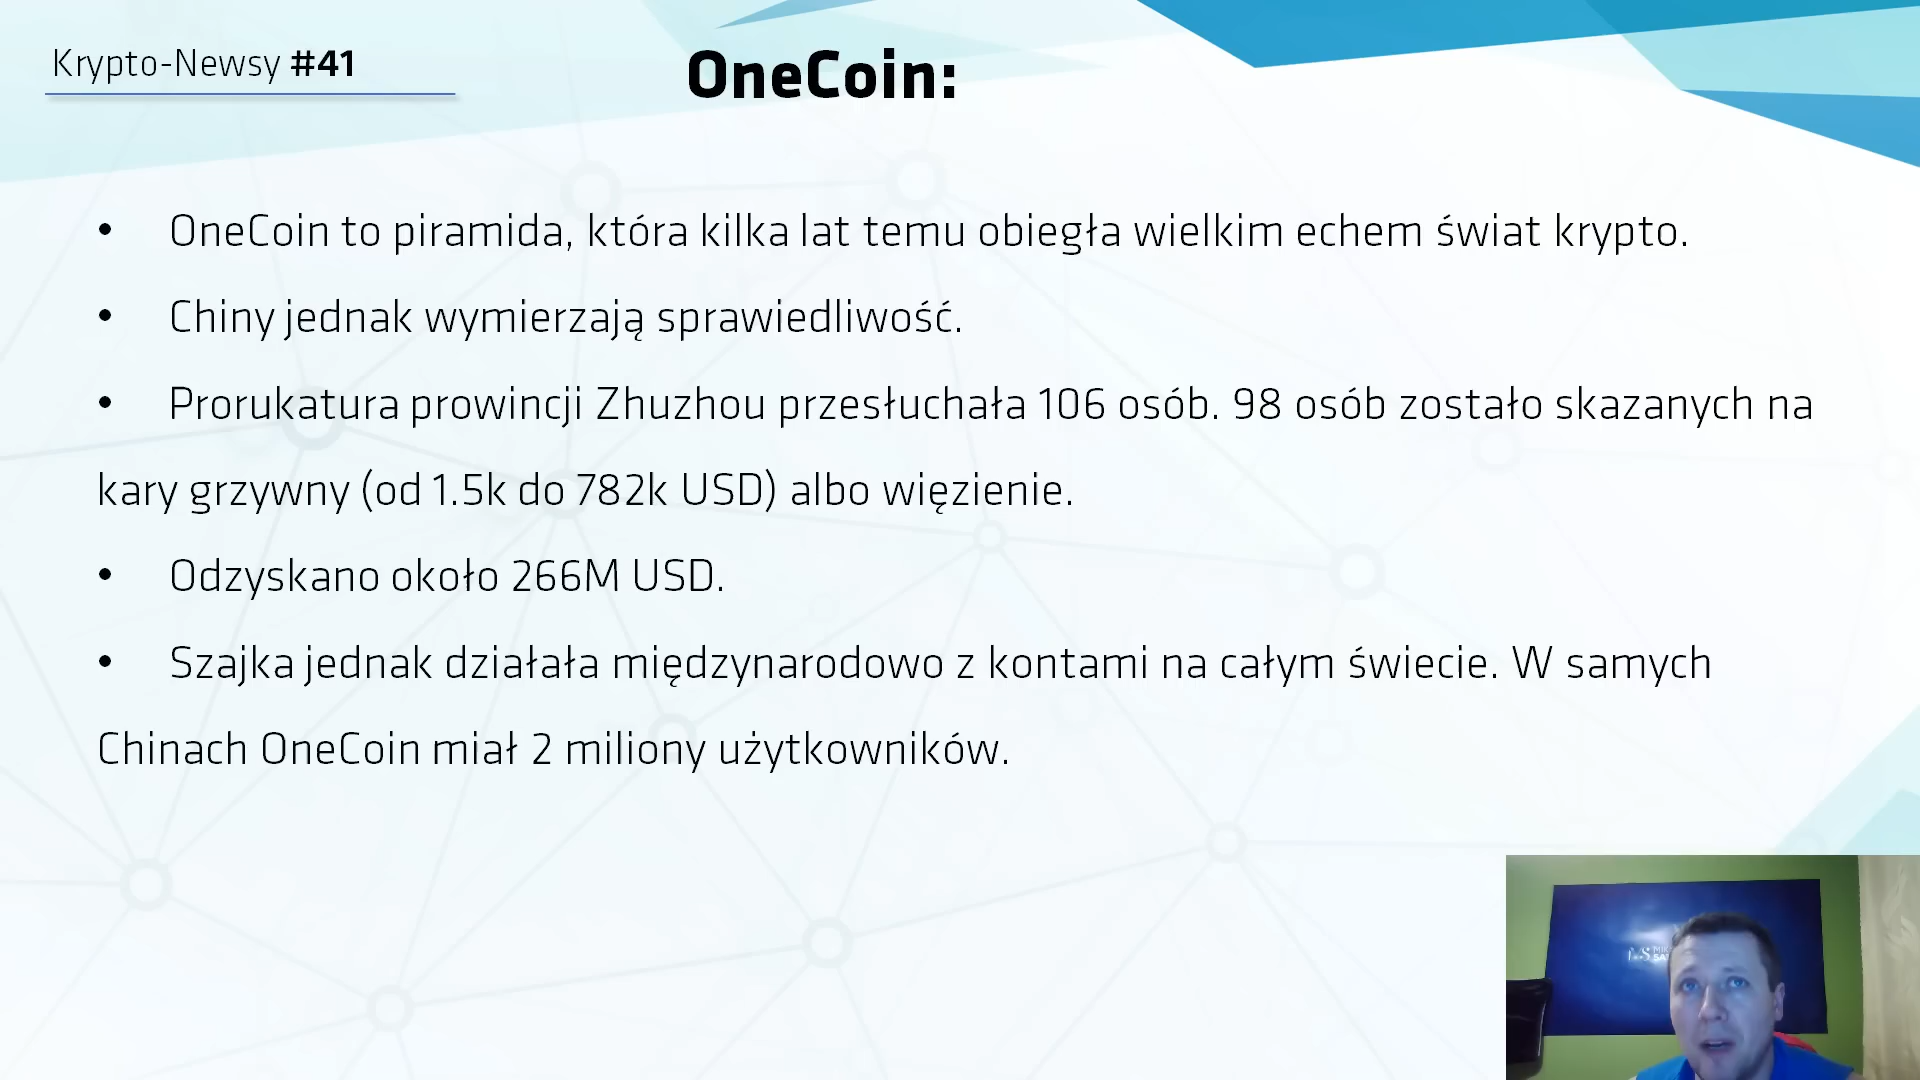 Krypto-Newsy #41
OneCoin:
• OneCoin to piramida, która kilka lat temu obiegła wielkim echem świat krypto.
• Chiny jednak wymierzają sprawiedliwość.
• Prorukatura prowincji Zhuzhou przesłuchała 106 osób. 98 osób zostało skazanych na
kary grzywny (od 1.5k do 782k USD) albo więzienie.
• Odzyskano około 266M USD.
• Szajka jednak działała międzynarodowo z kontami na całym świecie. W samych
Chinach OneCoin miał 2 miliony użytkowników.